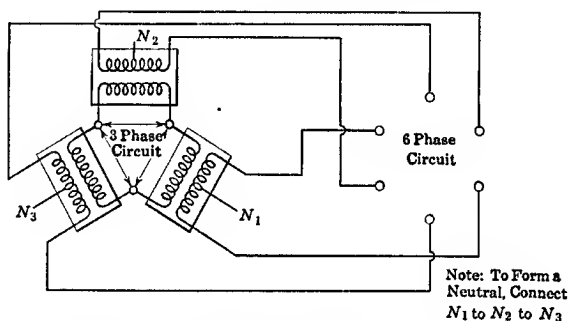 N2
3 Phase
Circuit
6 Phase
Circuit
N3
N1
Note: To Form a
Neutral, Connect
N1 to N2 to N3